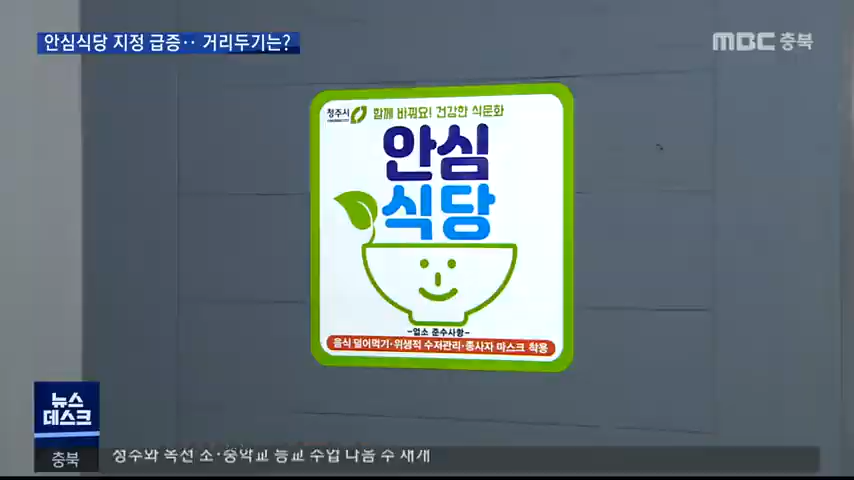 안심식당 지정 급증‥ 거리두기는?
MBC 충북
청주시
함께 바꿔요! 건강한 식문화
안심
식당
-업소 준수사항-
음식 덜어먹기·위생적 수저관리·종사자 마스크 착용
뉴스
데스크
충북